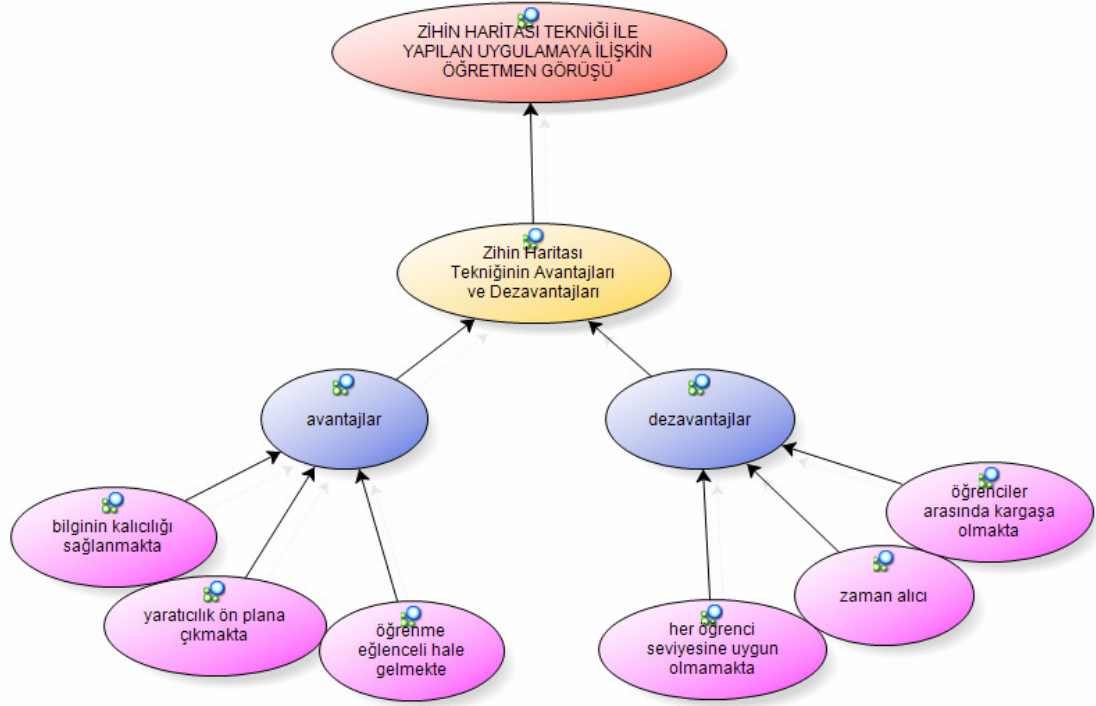 ZİHİN HARİTASI TEKNİĞİ İLE
YAPILAN UYGULAMAYA İLİŞKİN
ÖĞRETMEN GÖRÜŞÜ
Zihin Haritası
Tekniğinin Avantajları
ve Dezavantajları
avantajlar
dezavantajlar
bilginin kalıcılığı
sağlanmakta
yaratıcılık ön plana
çıkmakta
öğrenme
eğlenceli hale
gelmekte
her öğrenci
seviyesine uygun
olmamakta
zaman alıcı
öğrenciler
arasında kargaşa
olmakta